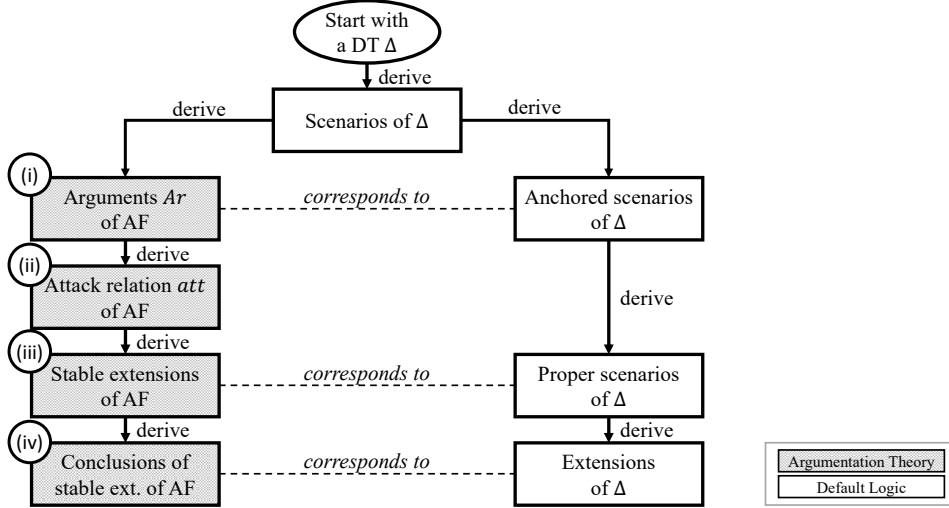 Start with
a DT Δ
derive
Scenarios of Δ
derive
derive
(i)
Arguments Ar
of AF
corresponds to
Anchored scenarios
of Δ
derive
(ii)
Attack relation att
of AF
derive
derive
(iii)
Stable extensions
of AF
corresponds to
Proper scenarios
of Δ
derive
derive
(iv)
Conclusions of
stable ext. of AF
corresponds to
Extensions
of Δ
Argumentation Theory
Default Logic